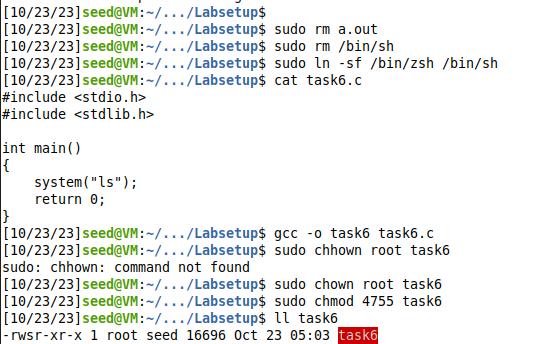 [10/23/23]seed@VM:~/.../Labsetup$
[10/23/23]seed@VM:~/.../Labsetup$ sudo rm a.out
[10/23/23]seed@VM:~/.../Labsetup$ sudo rm /bin/sh
[10/23/23]seed@VM:~/.../Labsetup$ sudo ln -sf /bin/zsh /bin/sh
[10/23/23]seed@VM:~/.../Labsetup$ cat task6.c
#include <stdio.h>
#include <stdlib.h>

int main()
{
    system("ls");
    return 0;
}
[10/23/23]seed@VM:~/.../Labsetup$ gcc -o task6 task6.c
[10/23/23]seed@VM:~/.../Labsetup$ sudo chhown root task6
sudo: chhown: command not found
[10/23/23]seed@VM:~/.../Labsetup$ sudo chown root task6
[10/23/23]seed@VM:~/.../Labsetup$ sudo chmod 4755 task6
[10/23/23]seed@VM:~/.../Labsetup$ ll task6
-rwsr-xr-x 1 root seed 16696 Oct 23 05:03 task6